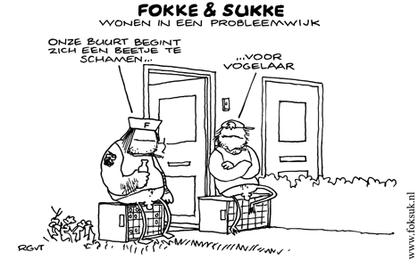 FOKKE & SUKKE
WONEN IN EEN PROBLEEMWIJK
ONZE BUURT BEGINT
ZICH EEN BEETJE TE
SCHAMEN...
...VOOR
VOGELAAR
F
RGVT
www.foksuk.nl